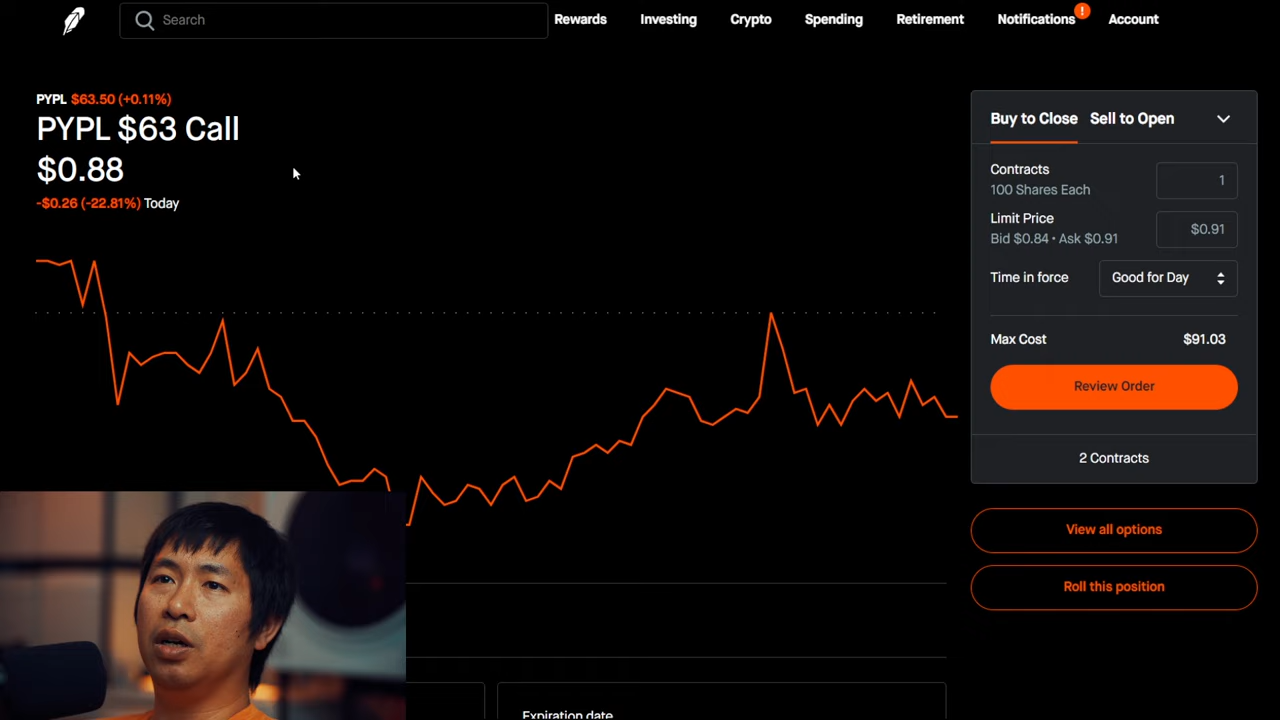 Search
Rewards
Investing
Crypto
Spending
Retirement
Notifications
!
Account
PYPL $63.50 (+0.11%)
PYPL $63 Call
$0.88
-$0.26 (-22.81%) Today
Buy to Close
Sell to Open
Contracts
1
100 Shares Each
Limit Price
$0.91
Bid $0.84 • Ask $0.91
Time in force
Good for Day
Max Cost
$91.03
Review Order
2 Contracts
View all options
Roll this position
Expiration date